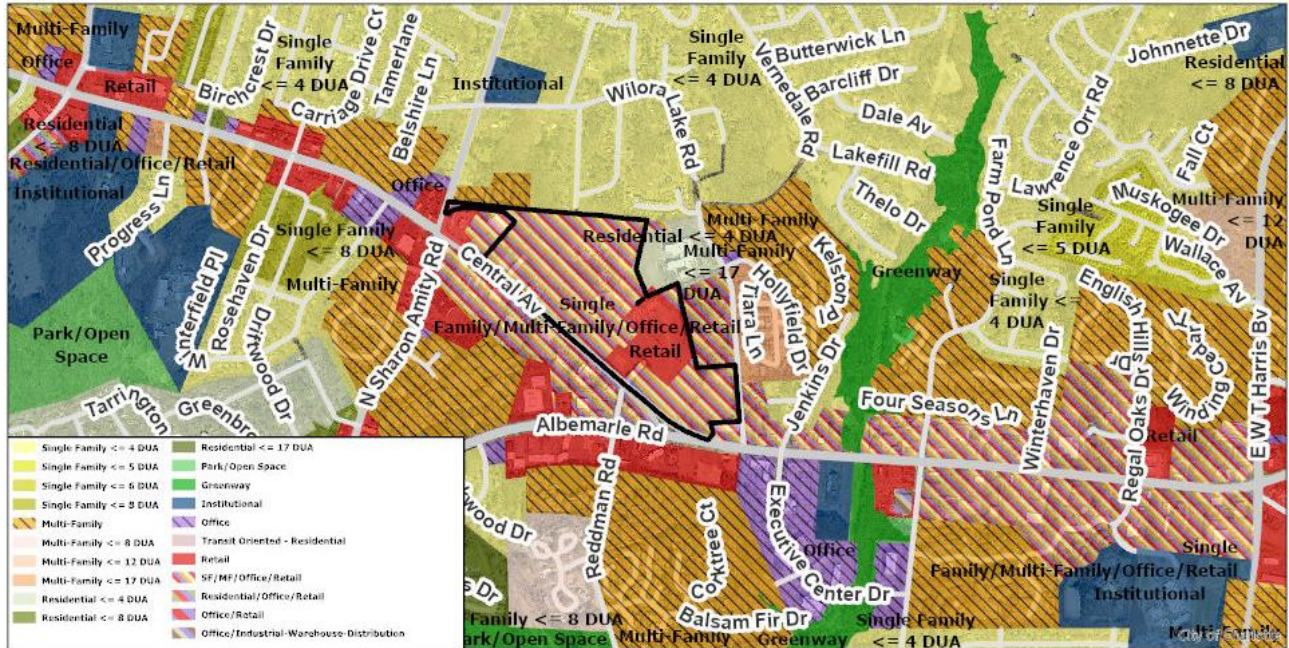 Multi-Family
Office
Retail
Birchcrest Dr
Single
Family
<= 4 DUA
Carriage Drive Cr
Tamerlane
Belshire Ln
Institutional
Wilora Lake Rd
Single
Family
<= 4 DUA
Vernedale Rd
Butterwick Ln
Barcliff Dr
Dale Av
Lakefill Rd
Thelo Dr
Johnnette Dr
Residential
<= 8 DUA
Lawrence Orr Rd
Farm Pond Ln
Fall Ct
Muskogee Dr
Wallace Av
Multi-Family
<= 12
DUA
Single
Family
<= 5 DUA
Residential
<= 8 DUA
Residential/Office/Retail
Institutional
Progress Ln
Office
Single Family
<= 8 DUA
Multi-Family
Winterfield Pl
Rosehaven Dr
Driftwood Dr
Park/Open
Space
Tarrington
Greenbro
N Sharon Amity Rd
Central Av
Single
Family/Multi-Family/Office/Retail
Retail
Multi-Family
Residential <= 4 DUA
Multi-Family
<= 17
DUA
Kelston Pl
Hollyfield Dr
Tiara Ln
Jenkins Dr
Greenway
Single
Family <=
4 DUA
English Hills Dr
Winding Cedar
Winterhaven Dr
Four Seasons Ln
Regal Oaks Dr
Retail
E W T Harris Bv
Albemarle Rd
Reddman Rd
Corktree Ct
Executive Center Dr
Office
Balsam Fir Dr
Single
Family/Multi-Family/Office/Retail
Institutional
kwood Dr
s Dr
Family <= 8 DUA
Park/Open Space
Multi-Family
Greenway
Single Family
<= 4 DUA
City of Charlotte
Single Family <= 4 DUA
Single Family <= 5 DUA
Single Family <= 6 DUA
Single Family <= 8 DUA
Multi-Family
Multi-Family <= 8 DUA
Multi-Family <= 12 DUA
Multi-Family <= 17 DUA
Residential <= 4 DUA
Residential <= 8 DUA
Residential <= 17 DUA
Park/Open Space
Greenway
Institutional
Office
Transit Oriented - Residential
Retail
SF/MF/Office/Retail
Residential/Office/Retail
Office/Retail
Office/Industrial-Warehouse-Distribution